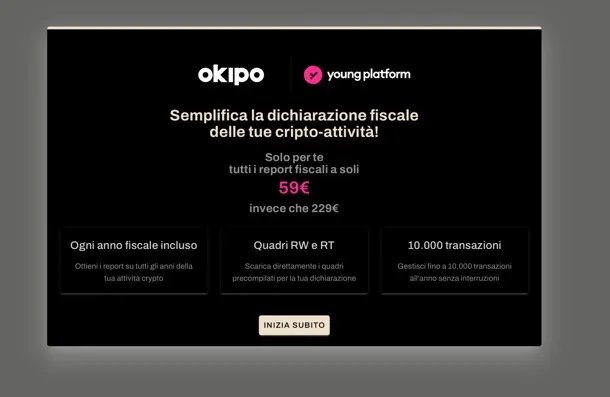 okipo
young platform
Semplifica la dichiarazione fiscale
delle tue cripto-attività!
Solo per te
tutti i report fiscali a soli
59€
invece che 229€
Ogni anno fiscale incluso
Ottieni i report su tutti gli anni della
tua attività crypto
Quadri RW e RT
Scarica direttamente i quadri
precompilati per la tua dichiarazione
10.000 transazioni
Gestisci fino a 10.000 transazioni
all'anno senza interruzioni
INIZIA SUBITO